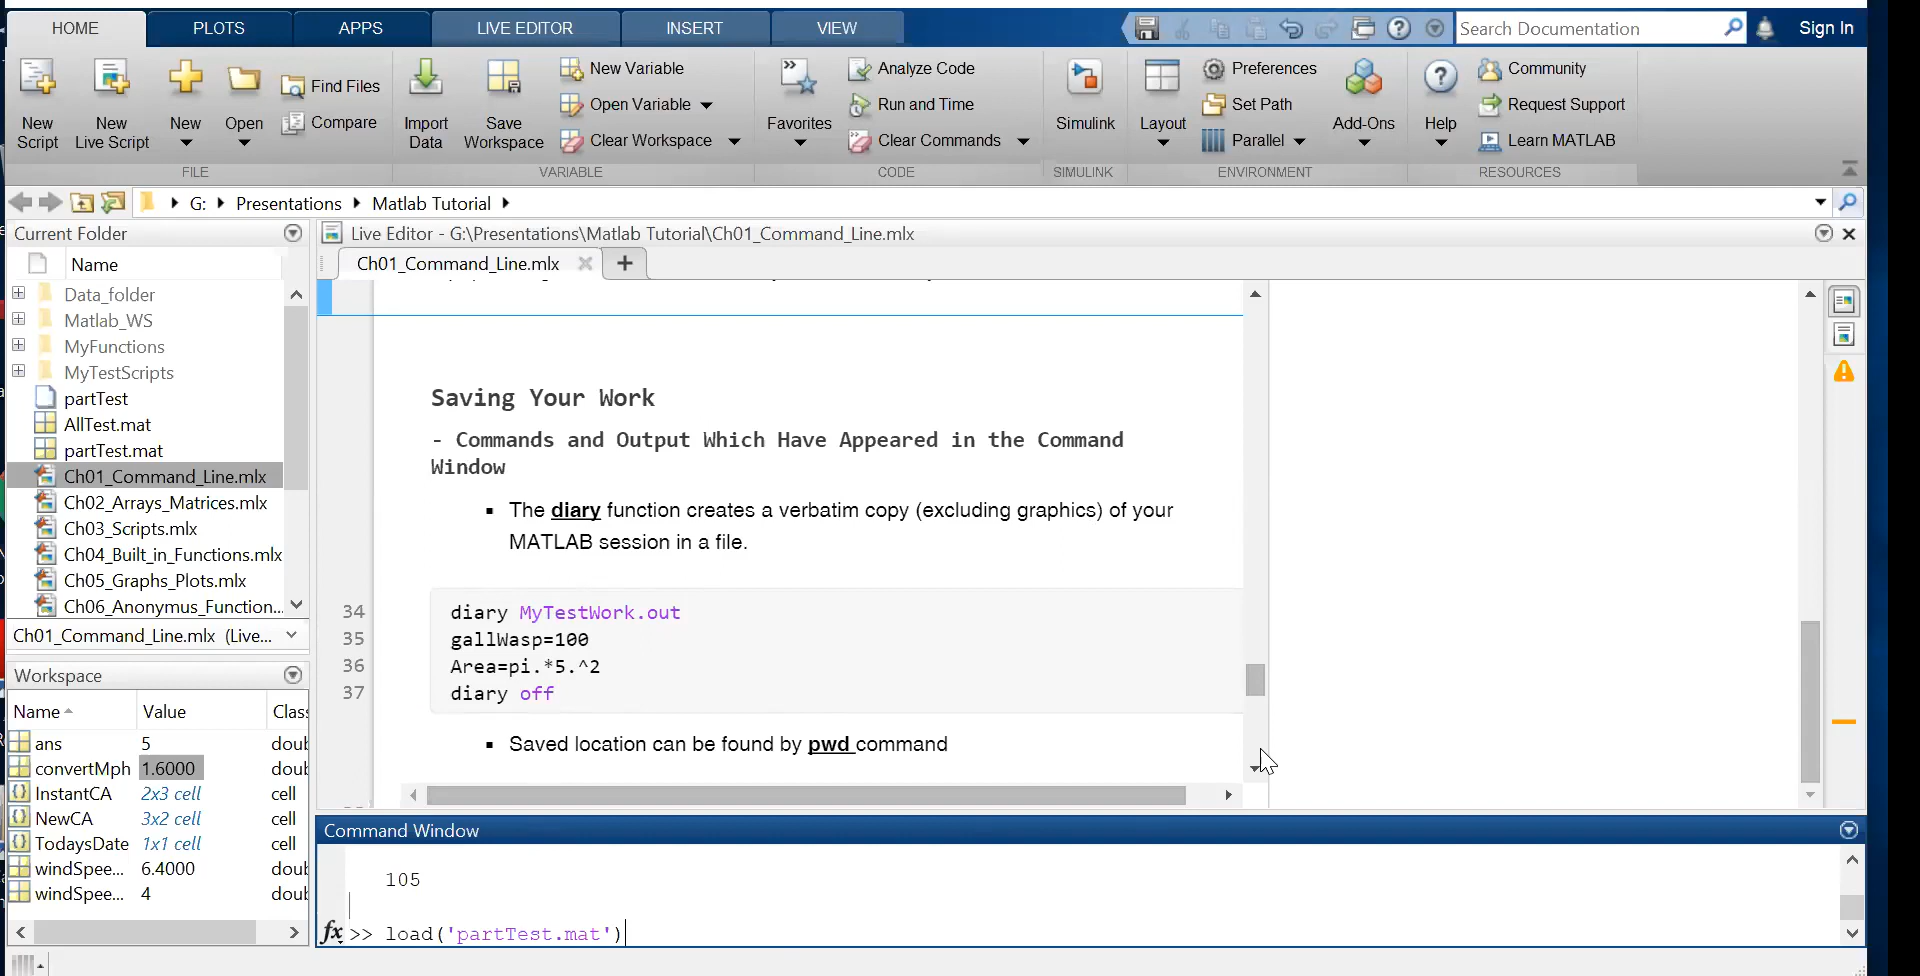 HOME PLOTS APPS LIVE EDITOR INSERT VIEW Search Documentation Sign In
New Script
New Live Script
New
Open
Find Files
Compare
FILE
Import Data
Save Workspace
New Variable
Open Variable
Clear Workspace
VARIABLE
Favorites
Analyze Code
Run and Time
Clear Commands
CODE
Simulink
SIMULINK
Layout
Preferences
Set Path
Parallel
Add-Ons
ENVIRONMENT
Help
Community
Request Support
Learn MATLAB
RESOURCES
G: Presentations Matlab Tutorial
Current Folder
Name
Data_folder
Matlab_WS
MyFunctions
MyTestScripts
partTest
AllTest.mat
partTest.mat
Ch01_Command_Line.mlx
Ch02_Arrays_Matrices.mlx
Ch03_Scripts.mlx
Ch04_Built_in_Functions.mlx
Ch05_Graphs_Plots.mlx
Ch06_Anonymus_Function...
Ch01_Command_Line.mlx (Live...
Workspace
Name Value Clas
ans 5 doub
convertMph 1.6000 doub
InstantCA 2x3 cell cell
NewCA 3x2 cell cell
TodaysDate 1x1 cell cell
windSpee... 6.4000 doub
windSpee... 4 doub
Live Editor - G:\Presentations\Matlab Tutorial\Ch01_Command_Line.mlx
Ch01_Command_Line.mlx
Saving Your Work
- Commands and Output Which Have Appeared in the Command
Window
▪ The diary function creates a verbatim copy (excluding graphics) of your
MATLAB session in a file.
34 diary MyTestWork.out
35 gallWasp=100
36 Area=pi.*5.^2
37 diary off
▪ Saved location can be found by pwd command
Command Window
105
fx >> load('partTest.mat')